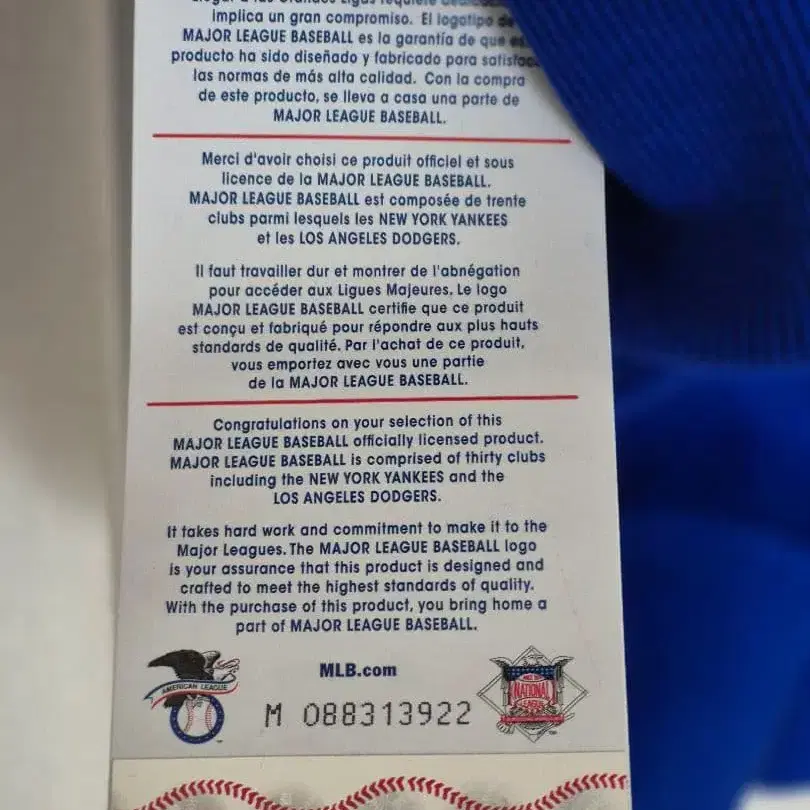 implica un gran compromiso. El logotipo de
MAJOR LEAGUE BASEBALL es la garantía de que
producto ha sido diseñado y fabricado para
las normas de más alta calidad. Con la compra
de este producto, se lleva a casa una parte de
MAJOR LEAGUE BASEBALL.
Merci d'avoir choisi ce produit officiel et sous
licence de la MAJOR LEAGUE BASEBALL.
MAJOR LEAGUE BASEBALL est composée de trente
clubs parmi lesquels les NEW YORK YANKEES
et les LOS ANGELES DODGERS.
Il faut travailler dur et montrer de l'abnégation
pour accéder aux Ligues Majeures. Le logo
MAJOR LEAGUE BASEBALL certifie que ce produit
est conçu et fabriqué pour répondre aux plus hauts
standards de qualité. Par l'achat de ce produit,
vous emportez avec vous une partie
de la MAJOR LEAGUE BASEBALL.
Congratulations on your selection of this
MAJOR LEAGUE BASEBALL officially licensed product.
MAJOR LEAGUE BASEBALL is comprised of thirty clubs
including the NEW YORK YANKEES and the
LOS ANGELES DODGERS.
It takes hard work and commitment to make it to the
Major Leagues. The MAJOR LEAGUE BASEBALL logo
is your assurance that this product is designed and
crafted to meet the highest standards of quality.
With the purchase of this product, you bring home a
part of MAJOR LEAGUE BASEBALL.
MLB.com
AMERICAN LEAGUE
NATIONAL
LEAGUE
M 088313922